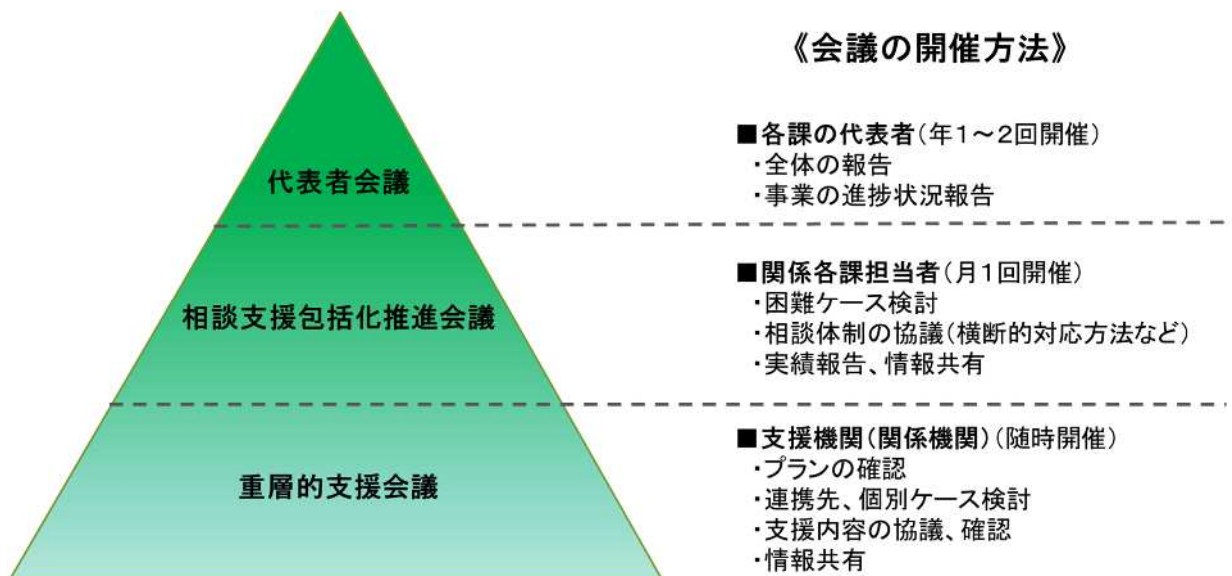 《会議の開催方法》
代表者会議
■各課の代表者(年1～2回開催)
・全体の報告
・事業の進捗状況報告
相談支援包括化推進会議
■関係各課担当者(月1回開催)
・困難ケース検討
・相談体制の協議(横断的対応方法など)
・実績報告、情報共有
重層的支援会議
■支援機関(関係機関)(随時開催)
・プランの確認
・連携先、個別ケース検討
・支援内容の協議、確認
・情報共有